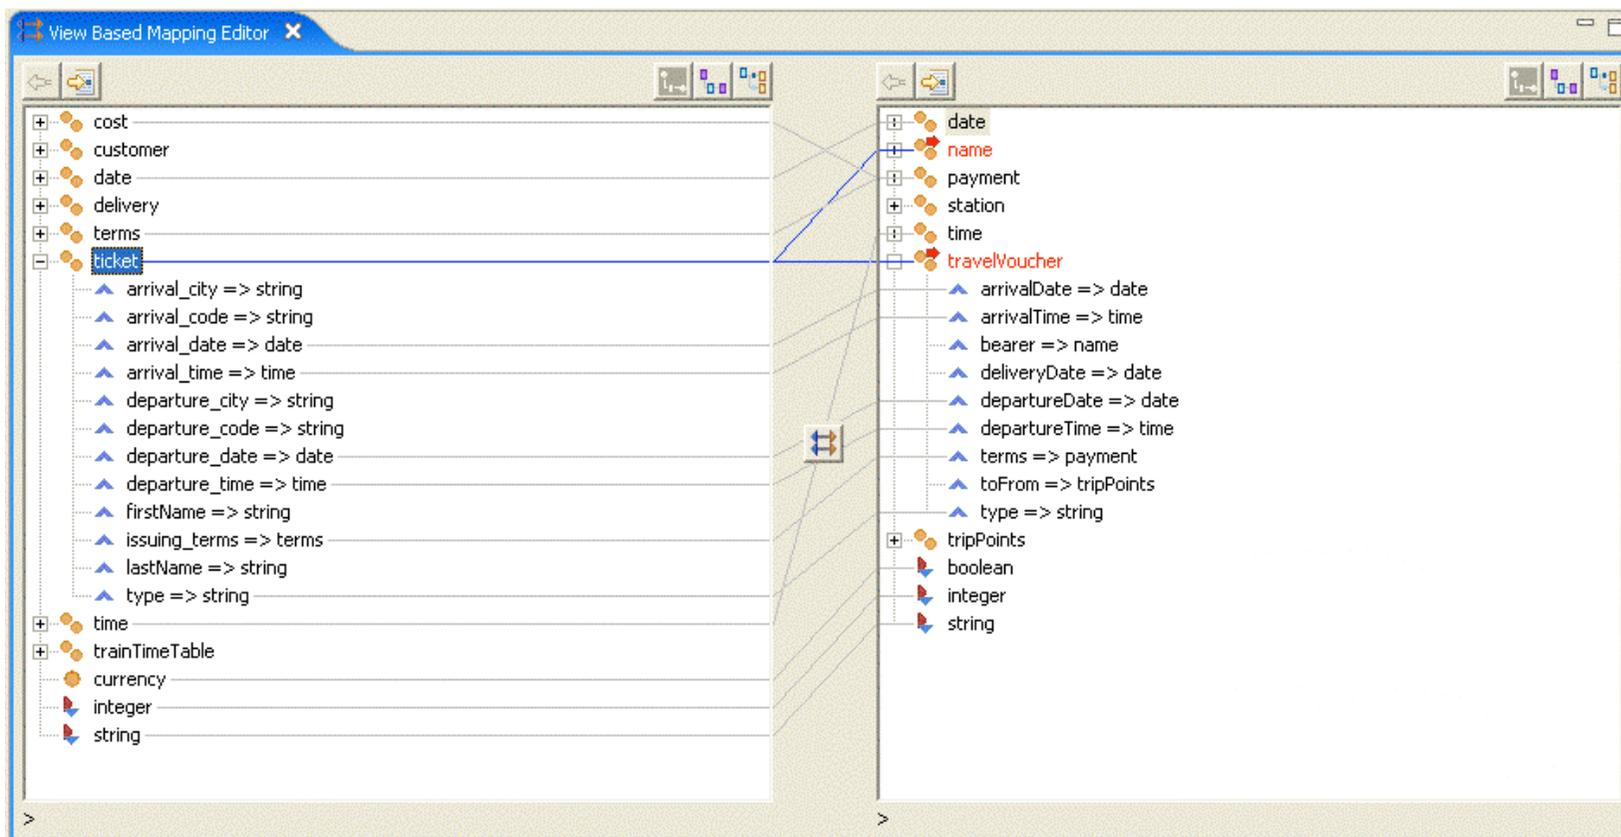 View Based Mapping Editor
cost
customer
date
delivery
terms
ticket
arrival_city => string
arrival_code => string
arrival_date => date
arrival_time => time
departure_city => string
departure_code => string
departure_date => date
departure_time => time
firstName => string
issuing_terms => terms
lastName => string
type => string
time
trainTimeTable
currency
integer
string
>
date
name
payment
station
time
travelVoucher
arrivalDate => date
arrivalTime => time
bearer => name
deliveryDate => date
departureDate => date
departureTime => time
terms => payment
toFrom => tripPoints
type => string
tripPoints
boolean
integer
string
>